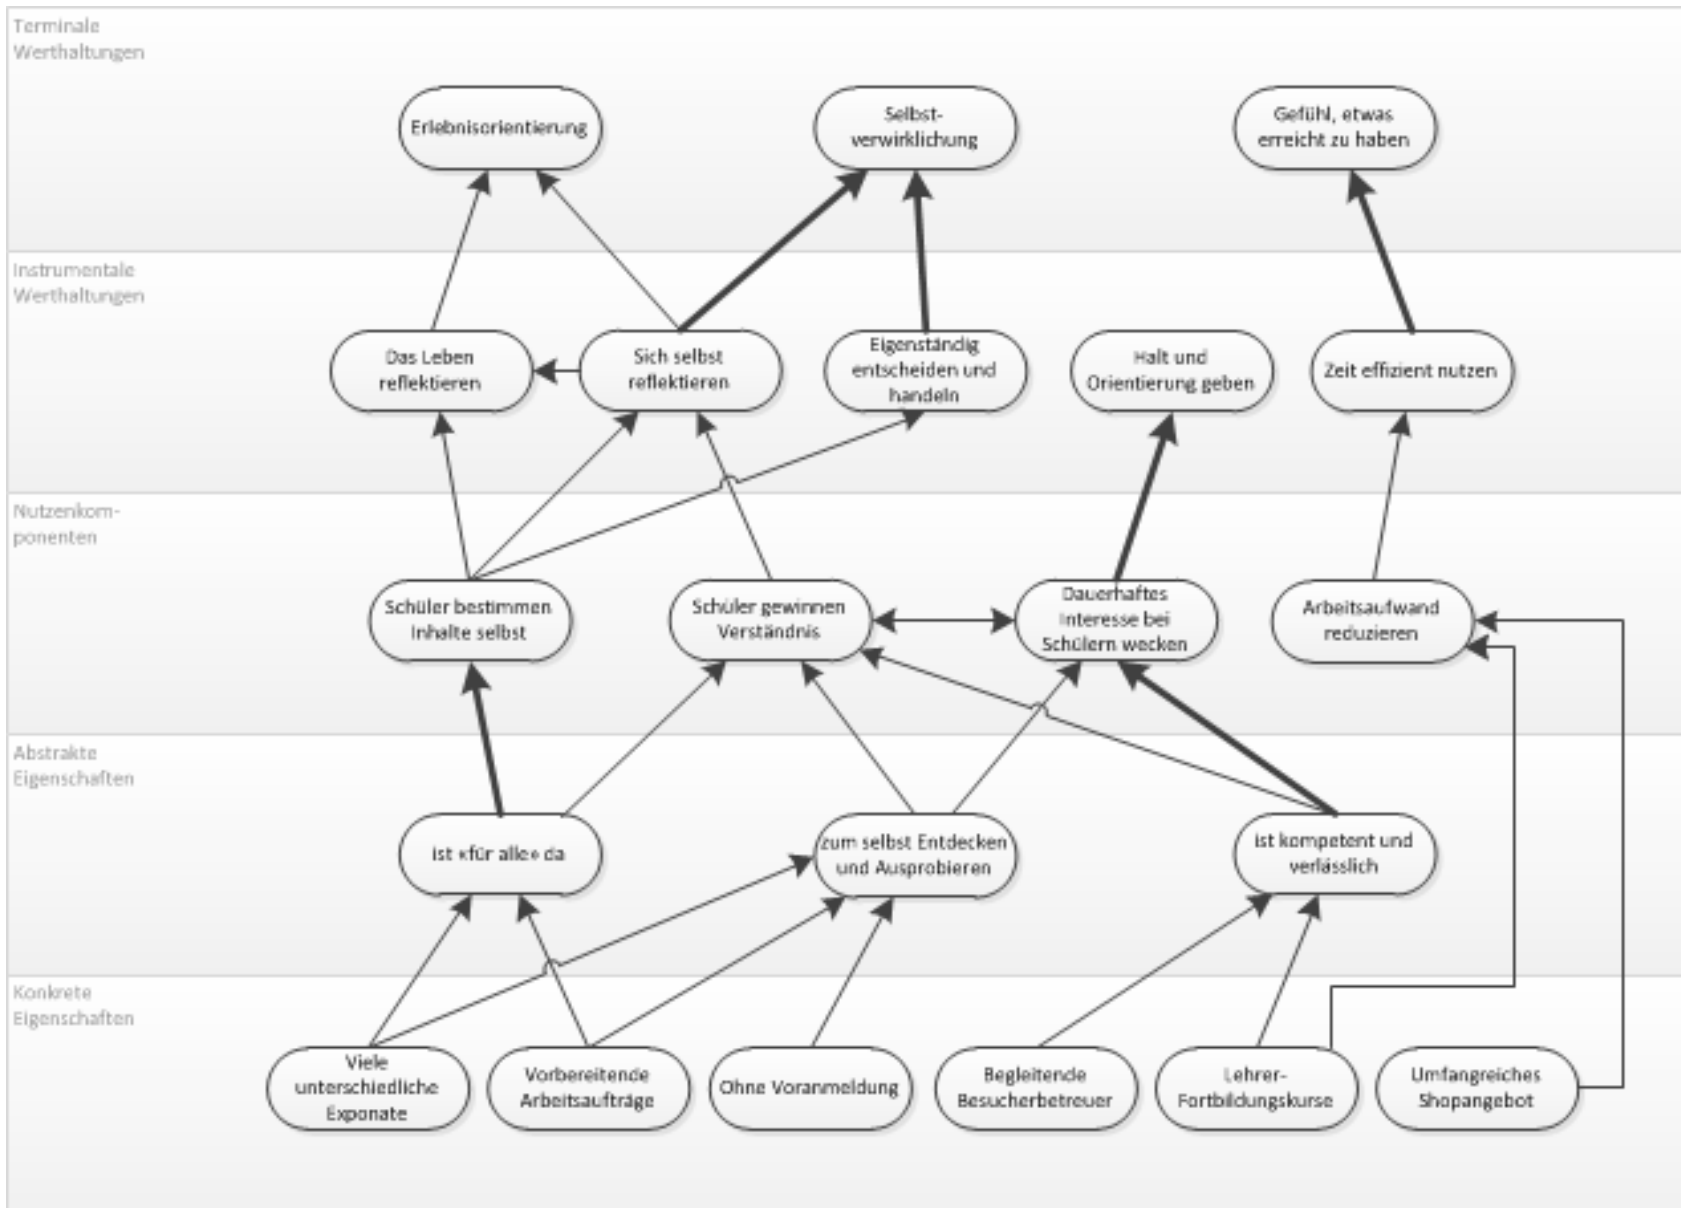 Terminale
Werthaltungen
Erlebnisorientierung
Selbst-
verwirklichung
Gefühl, etwas
erreicht zu haben
Instrumentale
Werthaltungen
Das Leben
reflektieren
Sich selbst
reflektieren
Eigenständig
entscheiden und
handeln
Halt und
Orientierung geben
Zeit effizient nutzen
Nutzenkom-
ponenten
Schüler bestimmen
Inhalte selbst
Schüler gewinnen
Verständnis
Dauerhaftes
Interesse bei
Schülern wecken
Arbeitsaufwand
reduzieren
Abstrakte
Eigenschaften
ist «für alle» da
zum selbst Entdecken
und Ausprobieren
ist kompetent und
verlässlich
Konkrete
Eigenschaften
Viele
unterschiedliche
Exponate
Vorbereitende
Arbeitsaufträge
Ohne Voranmeldung
Begleitende
Besucherbetreuer
Lehrer-
Fortbildungskurse
Umfangreiches
Shopangebot